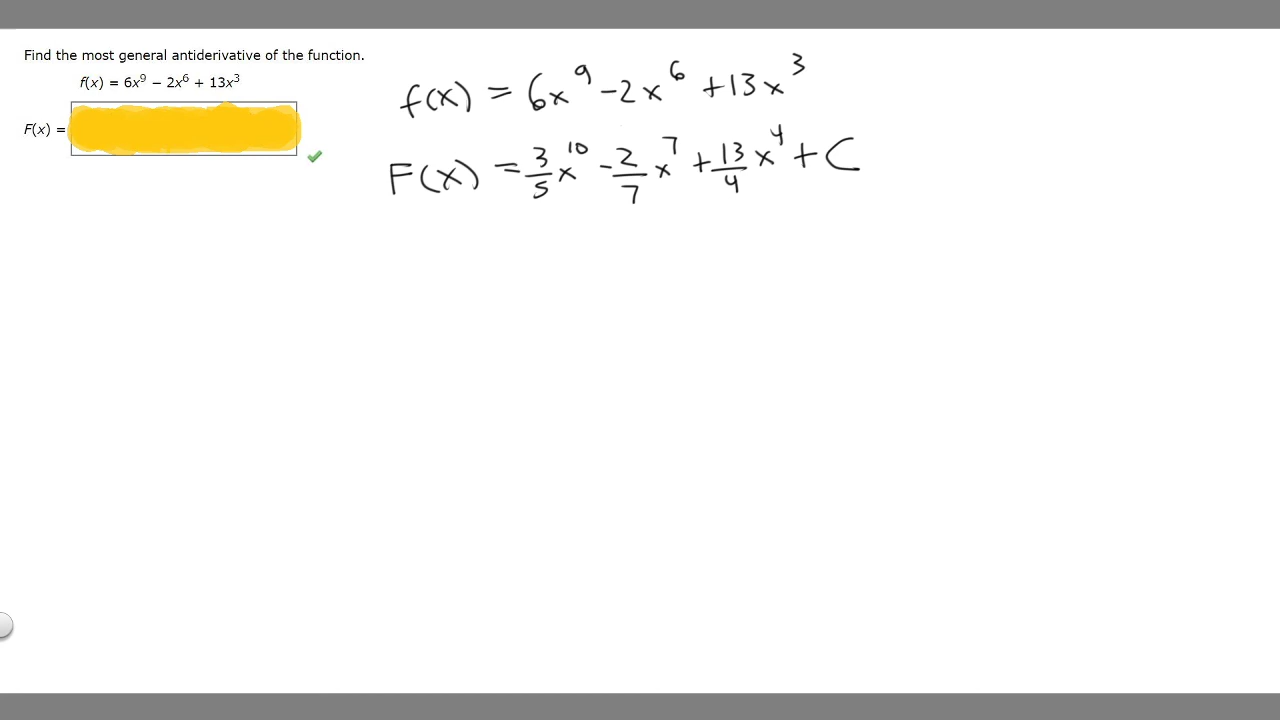 Find the most general antiderivative of the function.
f(x) = 6x⁹ − 2x⁶ + 13x³
F(x) =
f(x) = 6x⁹ -2x⁶ +13x³
F(x) = 3/5 x¹⁰ - 2/7 x⁷ + 13/4 x⁴ + C